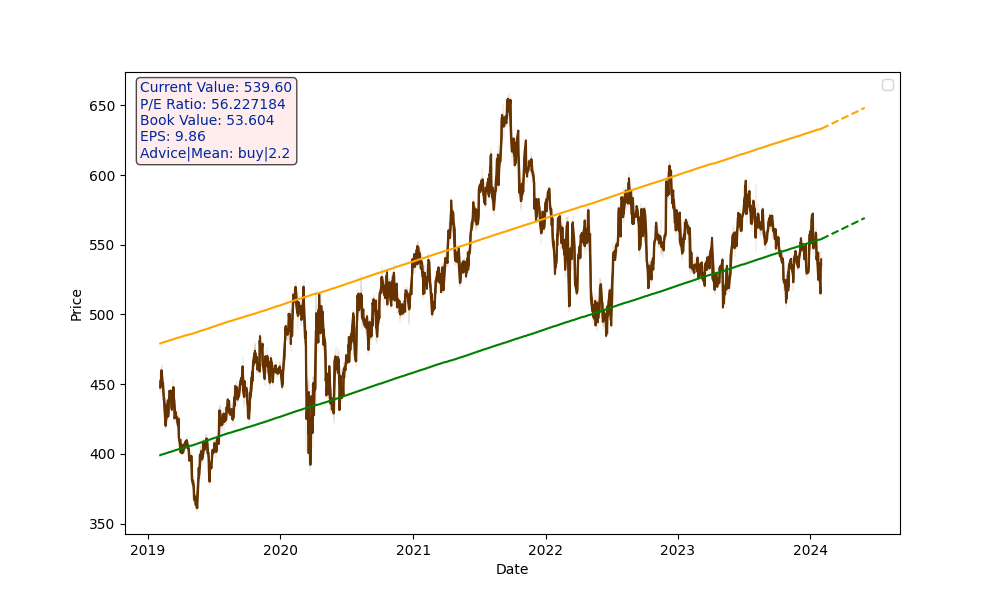 Current Value: 539.60
P/E Ratio: 56.227184
Book Value: 53.604
EPS: 9.86
Advice|Mean: buy|2.2
650
600
550
500
450
400
350
Price
2019
2020
2021
2022
2023
2024
Date